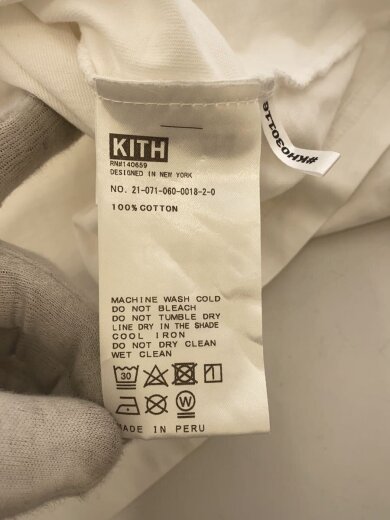 KITH
RN#140659
DESIGNED IN NEW YORK
NO. 21-071-060-0018-2-0
100% COTTON
MACHINE WASH COLD
DO NOT BLEACH
DO NOT TUMBLE DRY
LINE DRY IN THE SHADE
COOL IRON
DO NOT DRY CLEAN
WET CLEAN
30
W
MADE IN PERU